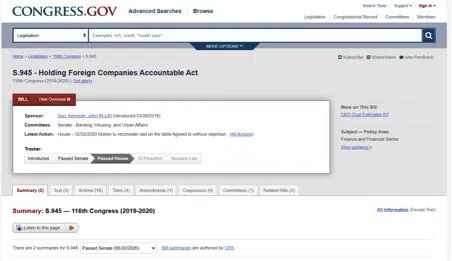 CONGRESS.GOV Advanced Searches Browse
Search Tools Support Sign In
Legislation Congressional Record Committees Members
Legislation Examples: hr5, sres9, "health care"
MORE OPTIONS
Home > Legislation > 116th Congress > S.945
Subscribe Share/Save Site Feedback
S.945 - Holding Foreign Companies Accountable Act
116th Congress (2019-2020) | Get alerts
BILL Hide Overview X
Sponsor: Sen. Kennedy, John [R-LA] (Introduced 03/28/2019)
Committees: Senate - Banking, Housing, and Urban Affairs
Latest Action: House - 12/02/2020 Motion to reconsider laid on the table Agreed to without objection. (All Actions)
Tracker:
Introduced Passed Senate Passed House To President Became Law
More on This Bill
CBO Cost Estimates [0]
Subject — Policy Area:
Finance and Financial Sector
View subjects >
Summary (2) Text (3) Actions (16) Titles (4) Amendments (1) Cosponsors (4) Committees (1) Related Bills (2)
Summary: S.945 — 116th Congress (2019-2020)
All Information (Except Text)
Listen to this page
There are 2 summaries for S.945. Passed Senate (05/20/2020) Bill summaries are authored by CRS.